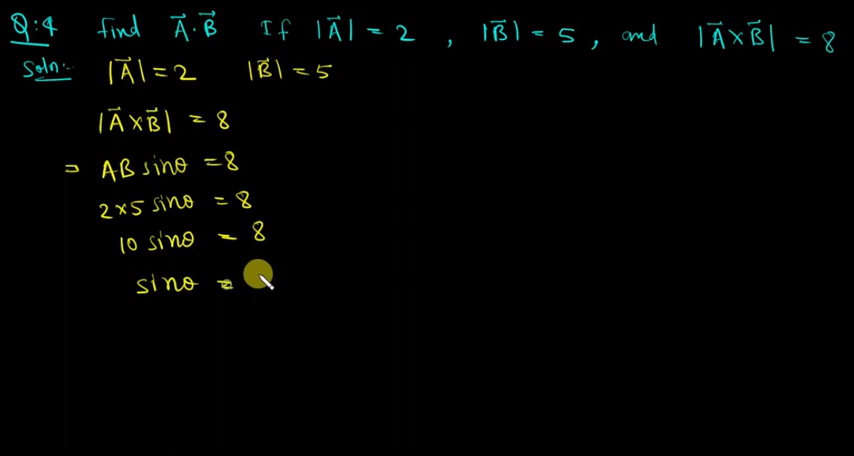 Q:4 Find A⃗·B⃗ If |A⃗| = 2 , |B⃗| = 5 , and |A⃗ × B⃗| = 8
Soln:- |A⃗| = 2 |B⃗| = 5
|A⃗ × B⃗| = 8
⇒ AB sinθ = 8
2×5 sinθ = 8
10 sinθ = 8
sinθ =